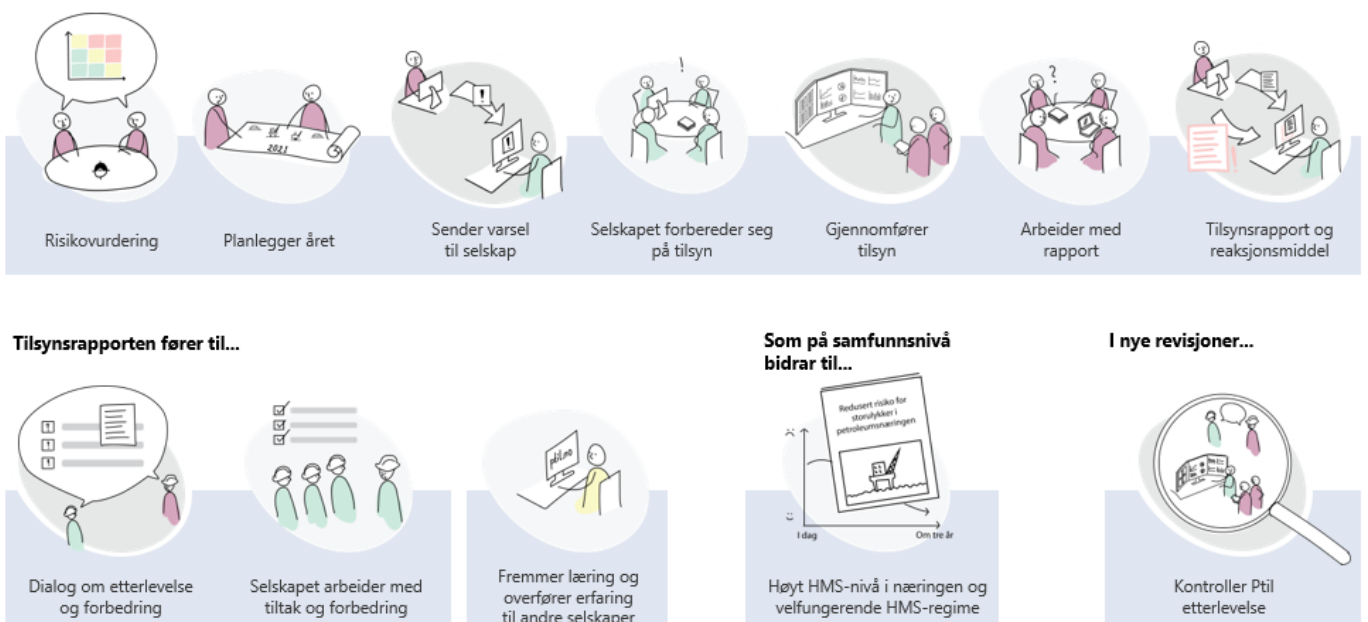 2021
!
!
!
?
Risikovurdering
Planlegger året
Sender varsel
til selskap
Selskapet forbereder seg
på tilsyn
Gjennomfører
tilsyn
Arbeider med
rapport
Tilsynsrapport og
reaksjonsmiddel
Tilsynsrapporten fører til...
!
!
!
Dialog om etterlevelse
og forbedring
Selskapet arbeider med
tiltak og forbedring
ptil.no
Fremmer læring og
overfører erfaring
til andre selskaper
Som på samfunnsnivå
bidrar til...
Redusert risiko for
storulykker i
petroleumsnæringen
I dag
Om tre år
Høyt HMS-nivå i næringen og
velfungerende HMS-regime
I nye revisjoner...
Kontroller Ptil
etterlevelse